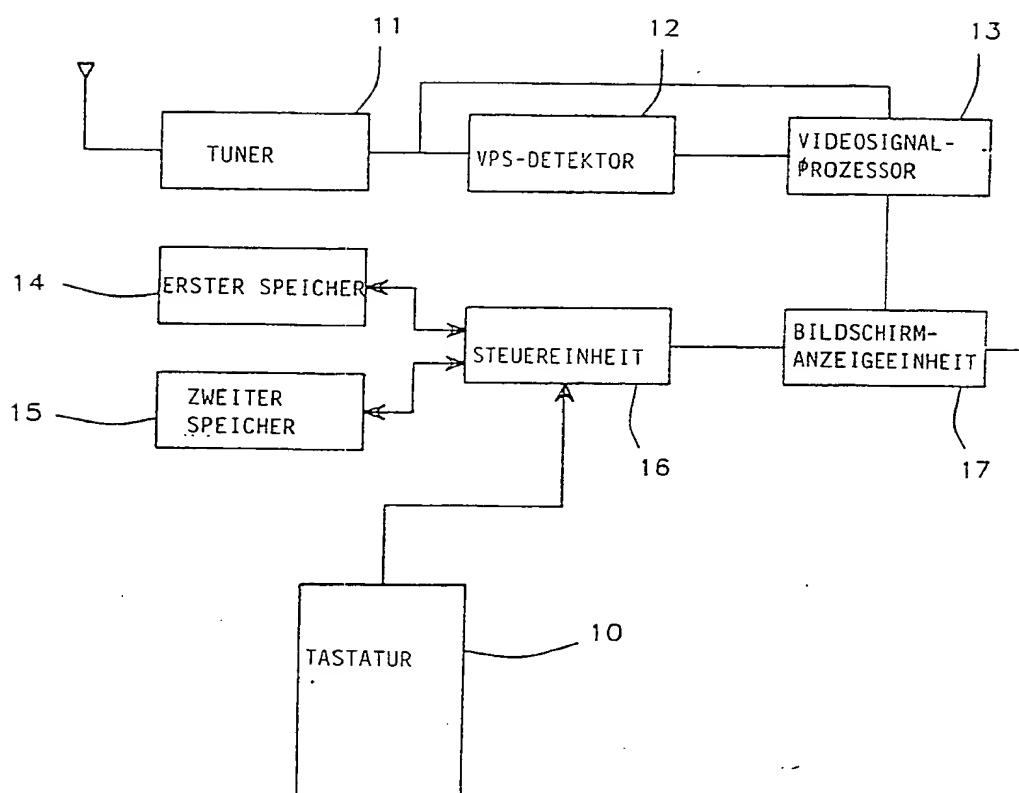 11
12
13
TUNER
VPS-DETEKTOR
VIDEOSIGNAL-
PROZESSOR
14
ERSTER SPEICHER
STEUEREINHEIT
BILDSCHIRM-
ANZEIGEEINHEIT
15
ZWEITER
SPEICHER
16
17
10
TASTATUR